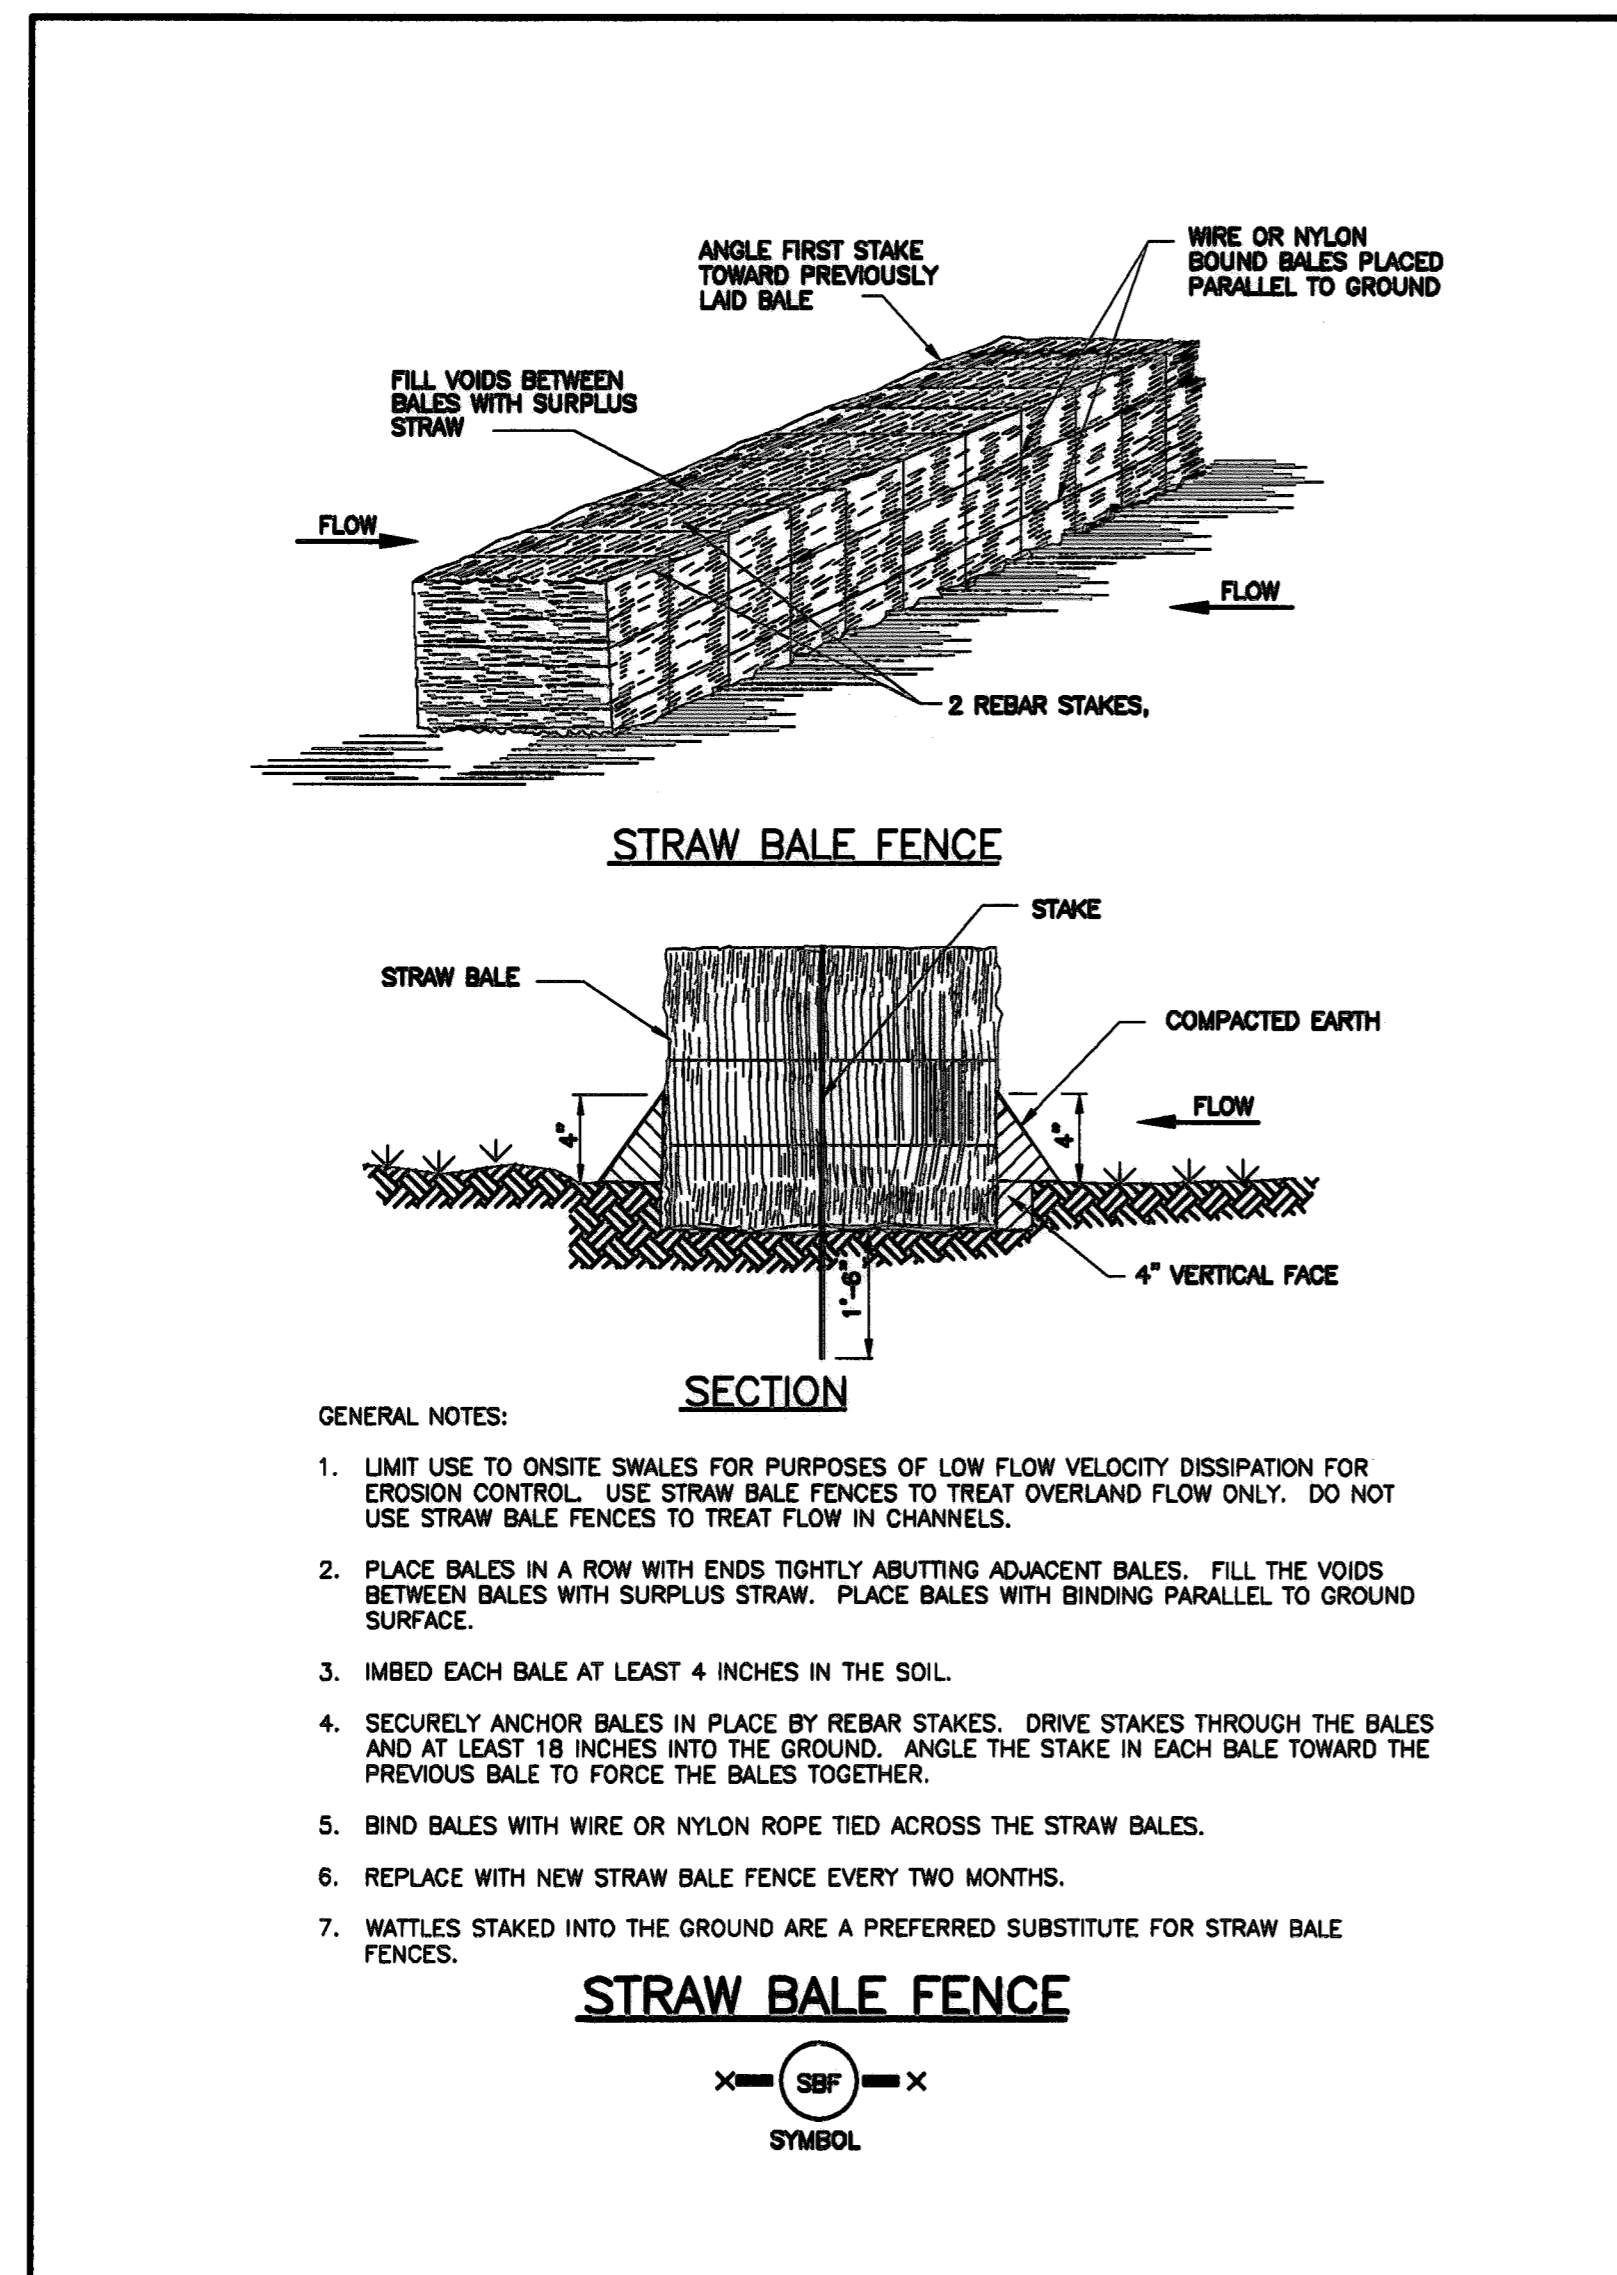 ANGLE FIRST STAKE
TOWARD PREVIOUSLY
LAID BALE
WIRE OR NYLON
BOUND BALES PLACED
PARALLEL TO GROUND
FILL VOIDS BETWEEN
BALES WITH SURPLUS
STRAW
FLOW
FLOW
2 REBAR STAKES,
STRAW BALE FENCE
STAKE
STRAW BALE
COMPACTED EARTH
FLOW
4"
4"
4" VERTICAL FACE
1'-6"
SECTION
GENERAL NOTES:
1. LIMIT USE TO ONSITE SWALES FOR PURPOSES OF LOW FLOW VELOCITY DISSIPATION FOR
EROSION CONTROL. USE STRAW BALE FENCES TO TREAT OVERLAND FLOW ONLY. DO NOT
USE STRAW BALE FENCES TO TREAT FLOW IN CHANNELS.
2. PLACE BALES IN A ROW WITH ENDS TIGHTLY ABUTTING ADJACENT BALES. FILL THE VOIDS
BETWEEN BALES WITH SURPLUS STRAW. PLACE BALES WITH BINDING PARALLEL TO GROUND
SURFACE.
3. IMBED EACH BALE AT LEAST 4 INCHES IN THE SOIL.
4. SECURELY ANCHOR BALES IN PLACE BY REBAR STAKES. DRIVE STAKES THROUGH THE BALES
AND AT LEAST 18 INCHES INTO THE GROUND. ANGLE THE STAKE IN EACH BALE TOWARD THE
PREVIOUS BALE TO FORCE THE BALES TOGETHER.
5. BIND BALES WITH WIRE OR NYLON ROPE TIED ACROSS THE STRAW BALES.
6. REPLACE WITH NEW STRAW BALE FENCE EVERY TWO MONTHS.
7. WATTLES STAKED INTO THE GROUND ARE A PREFERRED SUBSTITUTE FOR STRAW BALE
FENCES.
STRAW BALE FENCE
X SBF X
SYMBOL